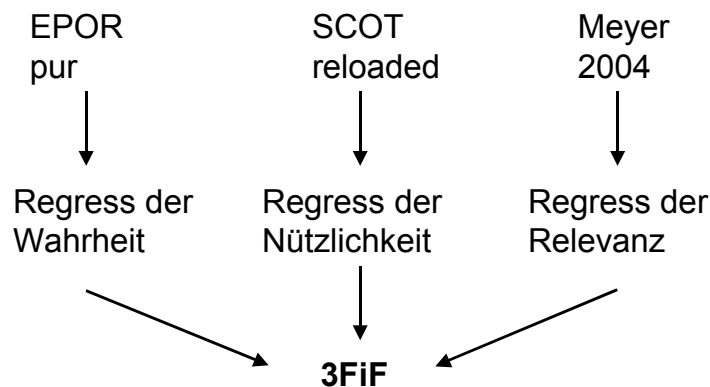 EPOR
pur
SCOT
reloaded
Meyer
2004
Regress der
Wahrheit
Regress der
Nützlichkeit
Regress der
Relevanz
3FiF